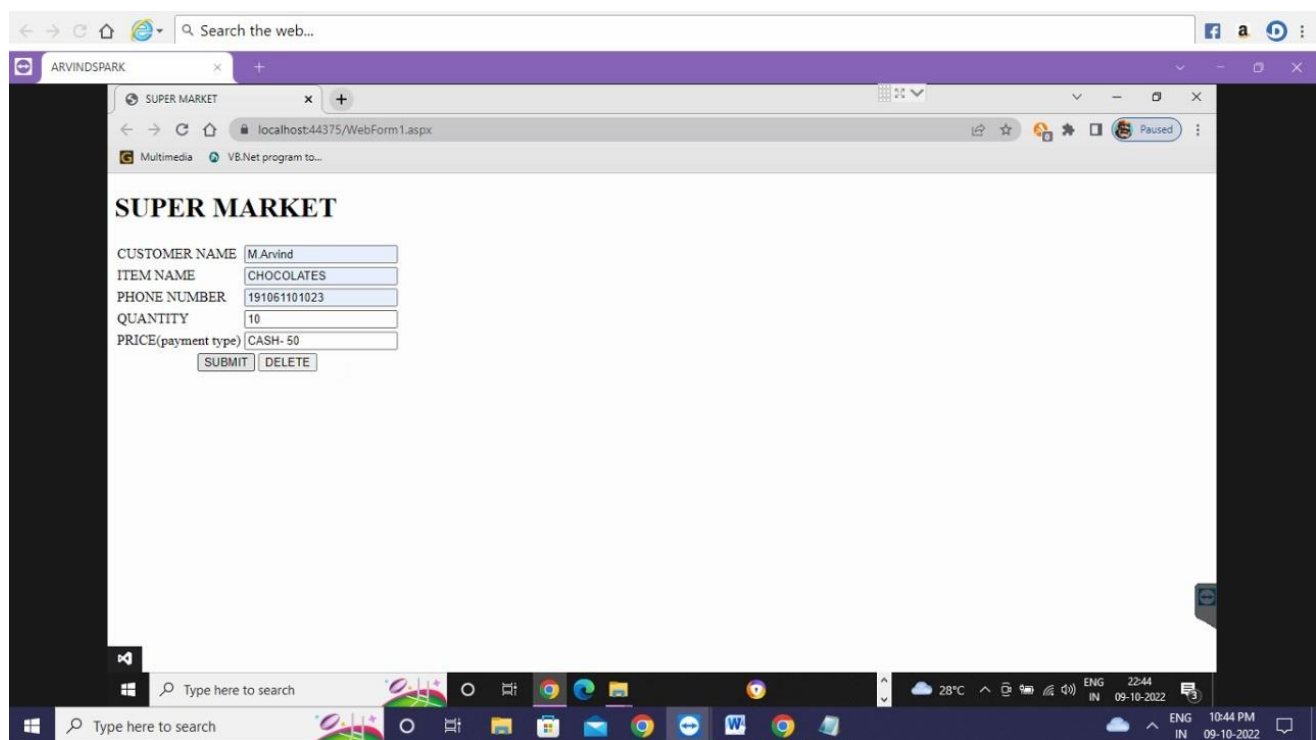 Search the web...
a
ARVINDSPARK
SUPER MARKET
localhost:44375/WebForm1.aspx
Paused
Multimedia VB.Net program to...
SUPER MARKET
CUSTOMER NAME M.Arvind
ITEM NAME CHOCOLATES
PHONE NUMBER 191061101023
QUANTITY 10
PRICE(payment type) CASH- 50
SUBMIT DELETE
Type here to search
28°C
ENG 22:44
IN 09-10-2022
3
Type here to search
ENG 10:44 PM
IN 09-10-2022